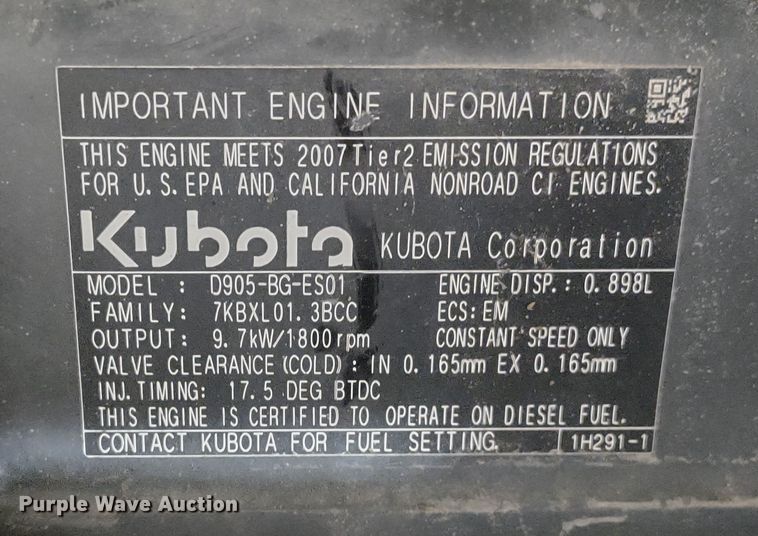 IMPORTANT ENGINE INFORMATION
THIS ENGINE MEETS 2007 Tier2 EMISSION REGULATIONS
FOR U.S. EPA AND CALIFORNIA NONROAD CI ENGINES.
Kubota KUBOTA Corporation
MODEL : D905-BG-ES01 ENGINE DISP.: 0.898L
FAMILY: 7KBXL01.3BCC ECS: EM
OUTPUT: 9.7kW/1800rpm CONSTANT SPEED ONLY
VALVE CLEARANCE (COLD) : IN 0.165mm EX 0.165mm
INJ. TIMING: 17.5 DEG BTDC
THIS ENGINE IS CERTIFIED TO OPERATE ON DIESEL FUEL.
CONTACT KUBOTA FOR FUEL SETTING. 1H291-1
Purple Wave Auction